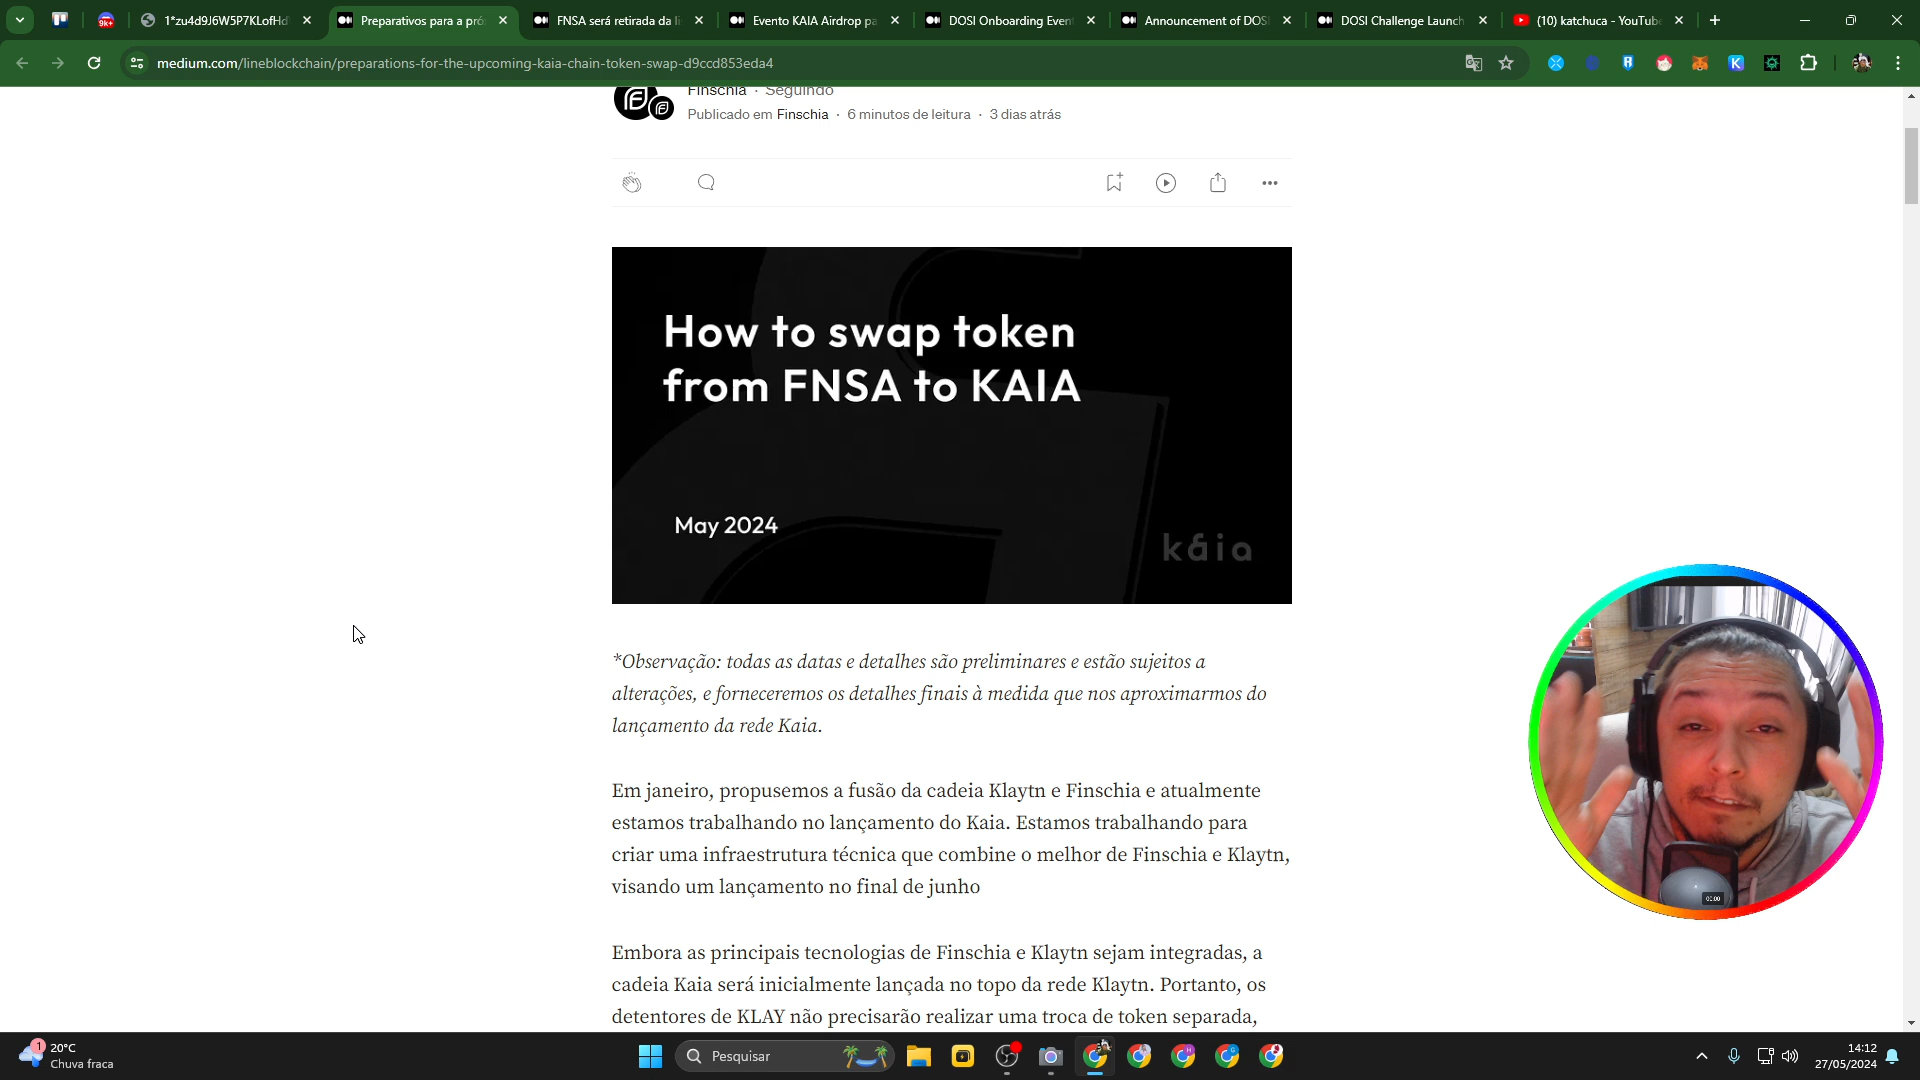 1*zu4d9J6W5P7KLofHd
Preparativos para a pró
FNSA será retirada da li
Evento KAIA Airdrop pa
DOSI Onboarding Even
Announcement of DOS
DOSI Challenge Launch
(10) katchuca - YouTube
medium.com/lineblockchain/preparations-for-the-upcoming-kaia-chain-token-swap-d9ccd853eda4
Finschia · Seguindo
Publicado em Finschia · 6 minutos de leitura · 3 dias atrás
How to swap token
from FNSA to KAIA
May 2024
kaia
*Observação: todas as datas e detalhes são preliminares e estão sujeitos a
alterações, e forneceremos os detalhes finais à medida que nos aproximarmos do
lançamento da rede Kaia.
Em janeiro, propusemos a fusão da cadeia Klaytn e Finschia e atualmente
estamos trabalhando no lançamento do Kaia. Estamos trabalhando para
criar uma infraestrutura técnica que combine o melhor de Finschia e Klaytn,
visando um lançamento no final de junho
Embora as principais tecnologias de Finschia e Klaytn sejam integradas, a
cadeia Kaia será inicialmente lançada no topo da rede Klaytn. Portanto, os
detentores de KLAY não precisarão realizar uma troca de token separada,
00:00
1
20°C
Chuva fraca
Pesquisar
14:12
27/05/2024